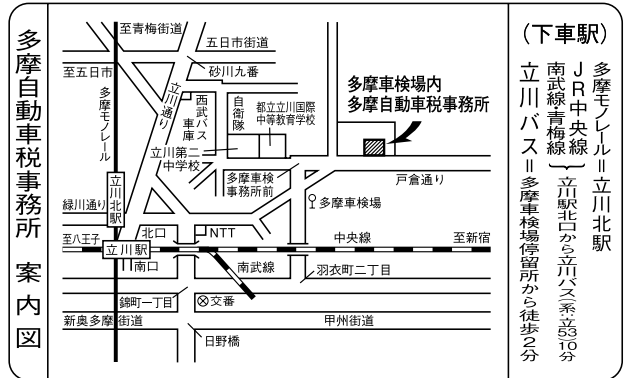 多摩自動車税事務所 案内図
至青梅街道
五日市街道
至五日市
砂川九番
多摩モノレール
立川通り
西武バス
車庫
自衛隊
都立立川国際
中等教育学校
多摩車検場内
多摩自動車税事務所
立川第二
中学校
多摩車検
事務所前
戸倉通り
立川北駅
緑川通り
多摩車検場
北口
NTT
至八王子
立川駅
中央線
至新宿
南口
南武線
羽衣町二丁目
錦町一丁目
交番
新奥多摩街道
甲州街道
日野橋
(下車駅)
多摩モノレール=立川北駅
JR中央線
南武線・青梅線
立川駅北口から立川バス(系:立53)10分
立川バス=多摩車検場停留所から徒歩2分